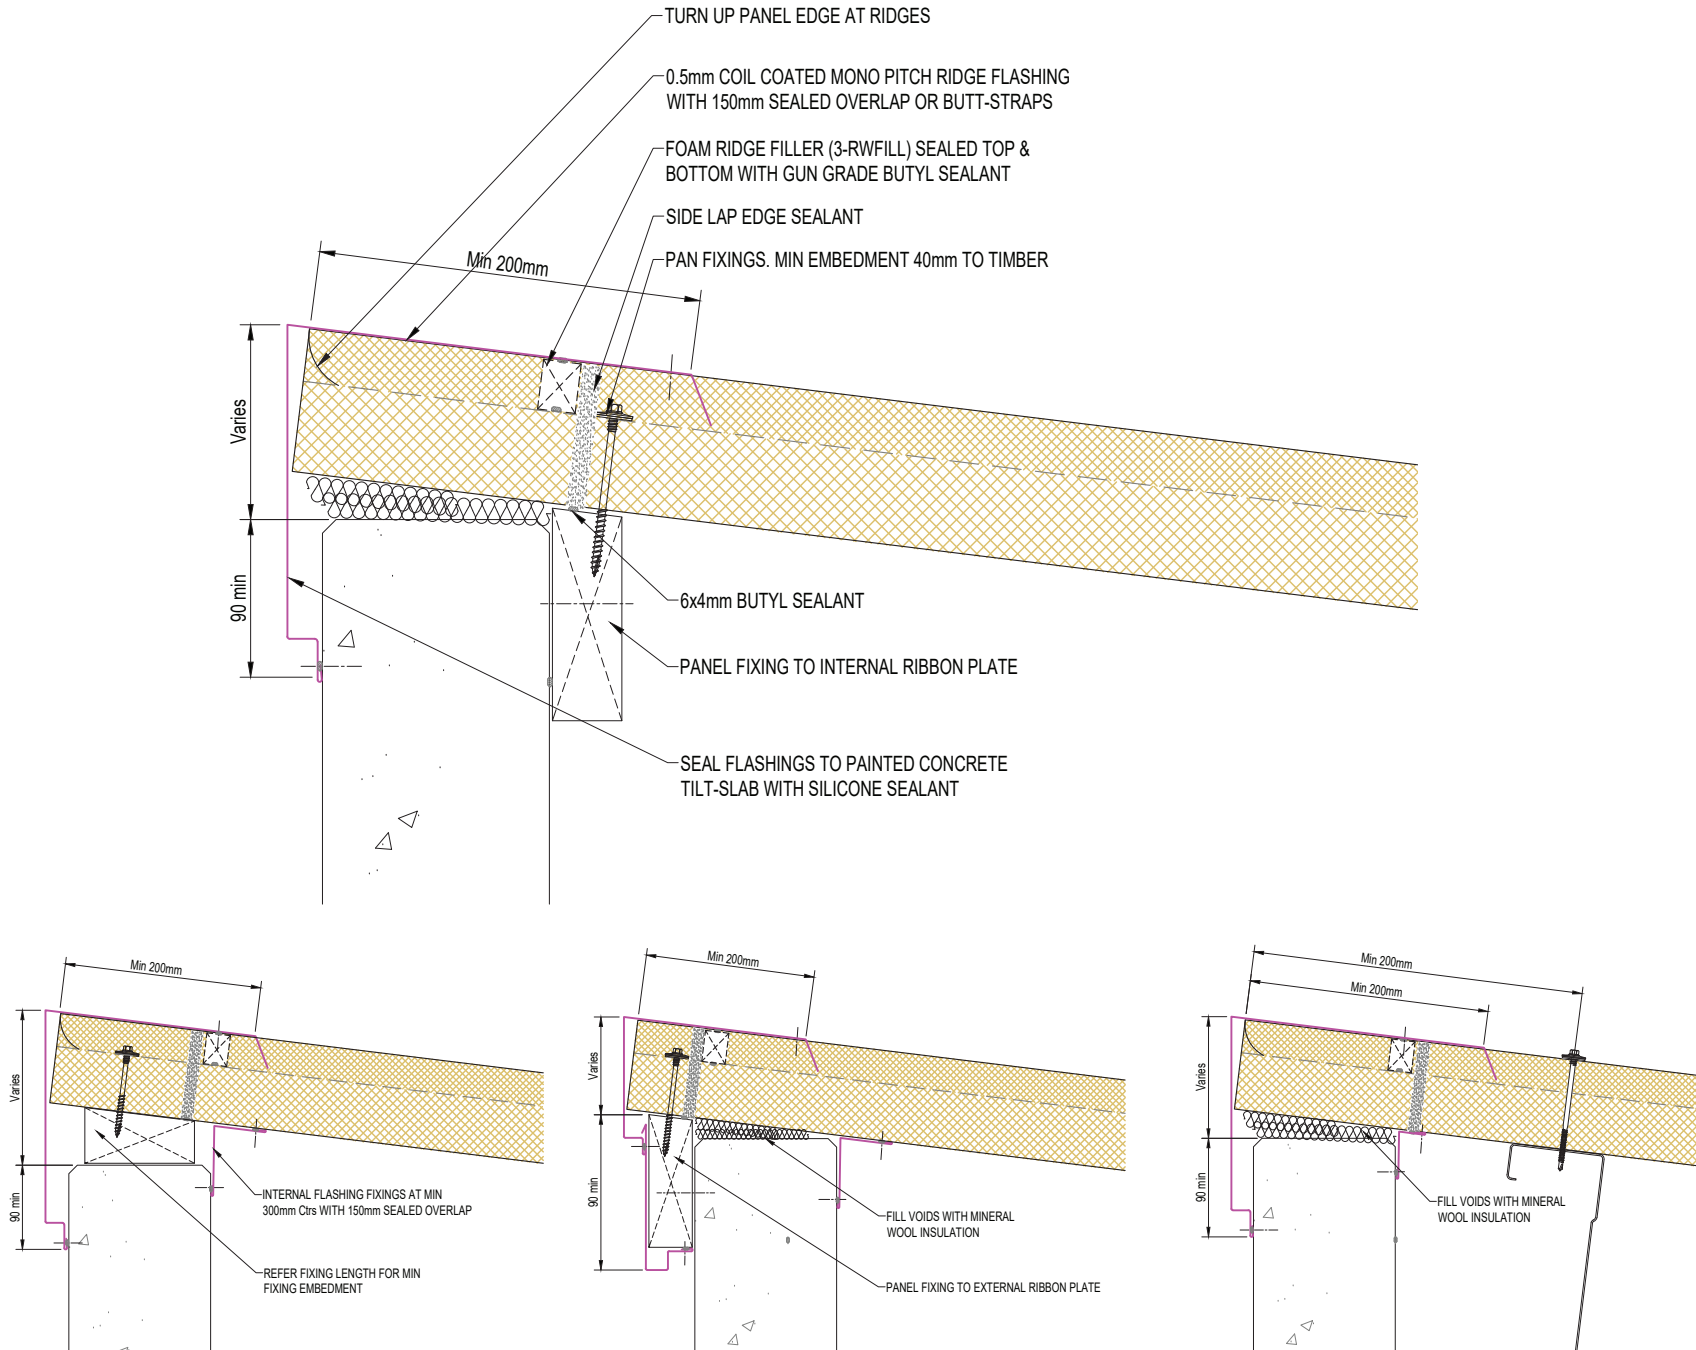 TURN UP PANEL EDGE AT RIDGES
0.5mm COIL COATED MONO PITCH RIDGE FLASHING
WITH 150mm SEALED OVERLAP OR BUTT-STRAPS
FOAM RIDGE FILLER (3-RWFILL) SEALED TOP &
BOTTOM WITH GUN GRADE BUTYL SEALANT
SIDE LAP EDGE SEALANT
PAN FIXINGS. MIN EMBEDMENT 40mm TO TIMBER
Min 200mm
Varies
90 min
6x4mm BUTYL SEALANT
PANEL FIXING TO INTERNAL RIBBON PLATE
SEAL FLASHINGS TO PAINTED CONCRETE
TILT-SLAB WITH SILICONE SEALANT
Min 200mm
Varies
90 min
INTERNAL FLASHING FIXINGS AT MIN
300mm Ctrs WITH 150mm SEALED OVERLAP
REFER FIXING LENGTH FOR MIN
FIXING EMBEDMENT
Min 200mm
Varies
90 min
FILL VOIDS WITH MINERAL
WOOL INSULATION
PANEL FIXING TO EXTERNAL RIBBON PLATE
Min 200mm
Min 200mm
Varies
90 min
FILL VOIDS WITH MINERAL
WOOL INSULATION